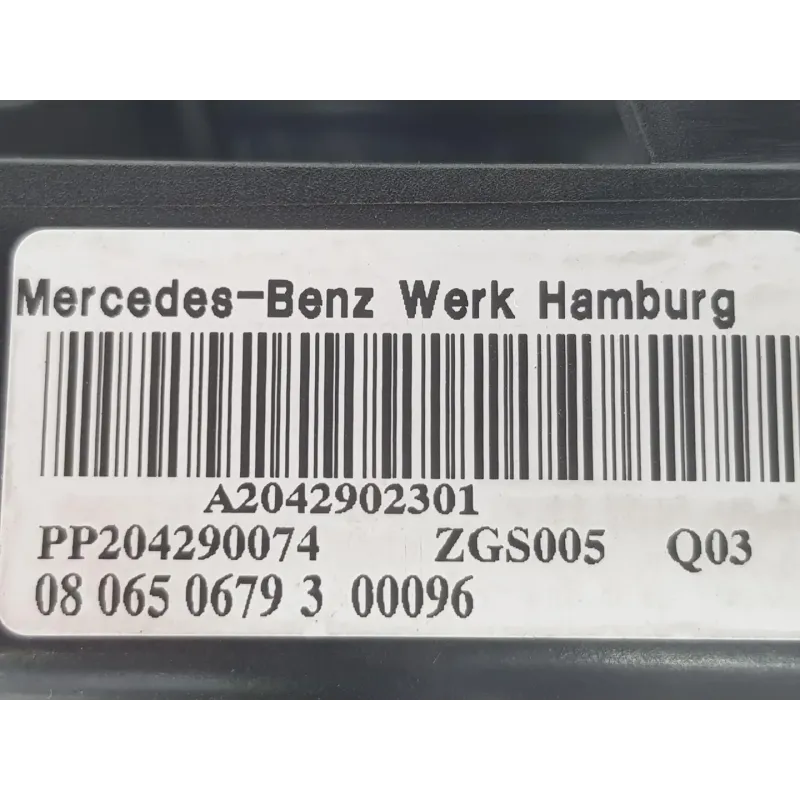 Mercedes-Benz Werk Hamburg
A2042902301
PP204290074 ZGS005 Q03
08 065 0679 3 00096